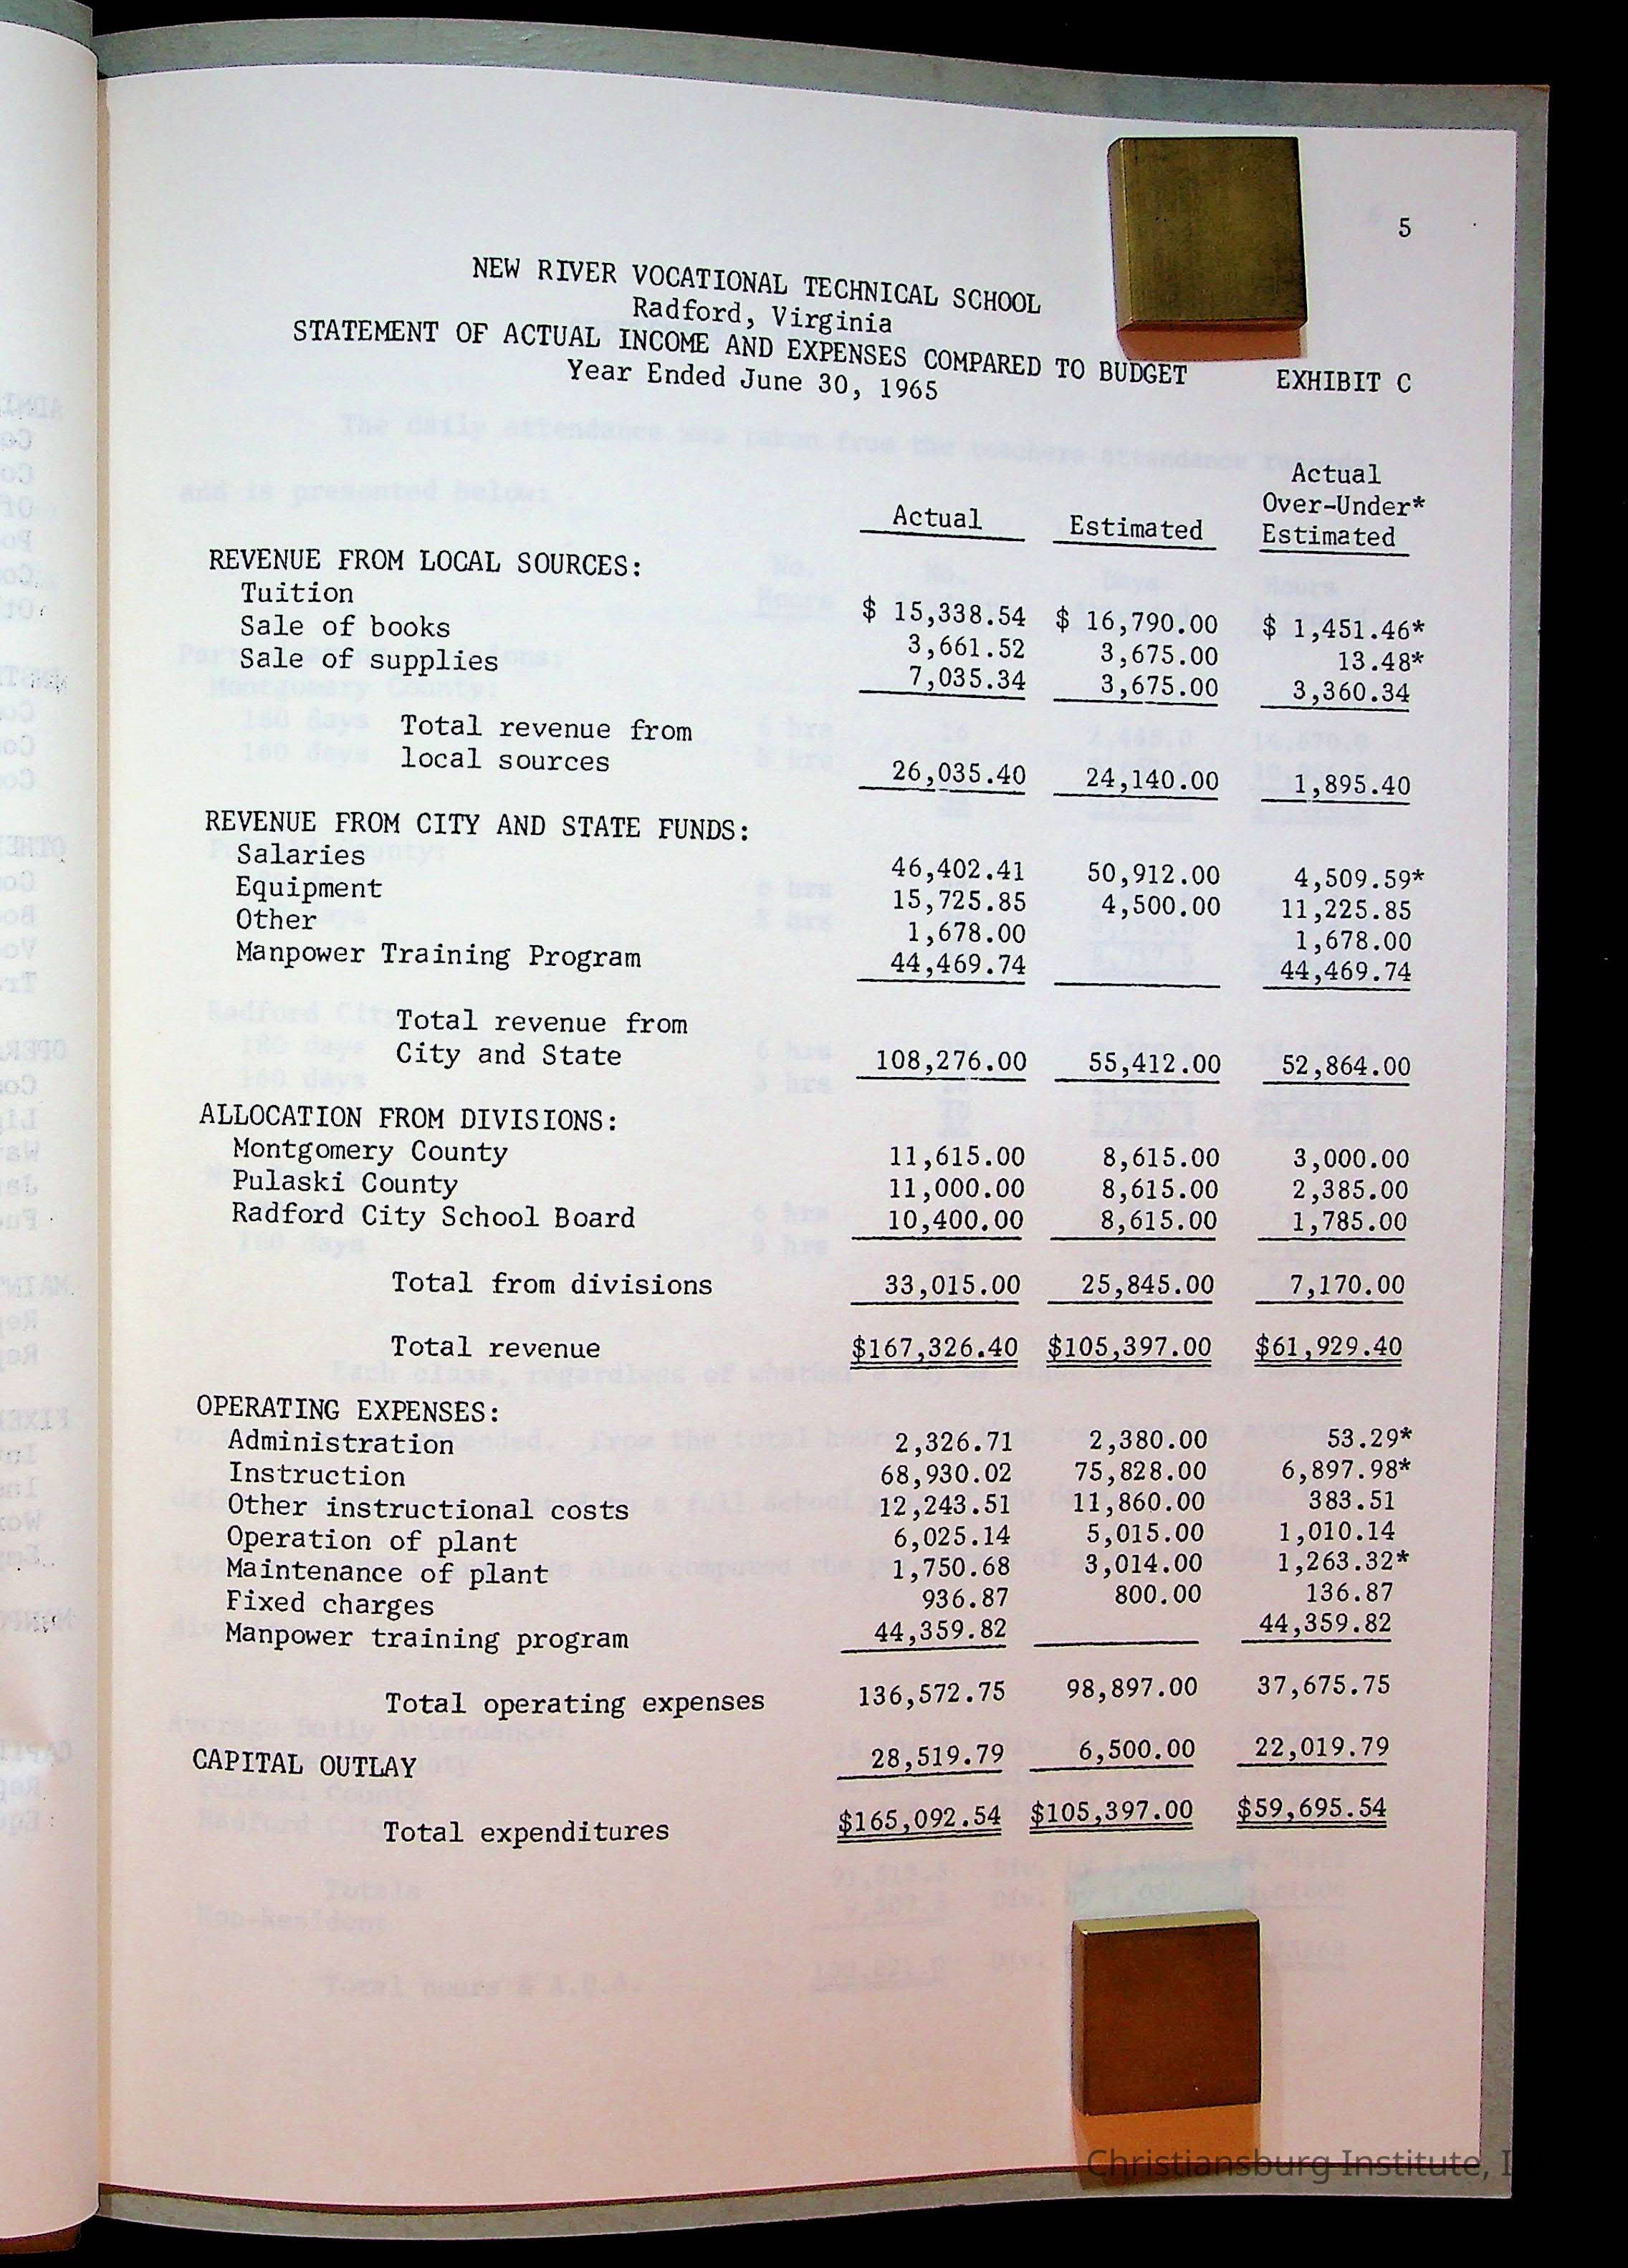 5
NEW RIVER VOCATIONAL TECHNICAL SCHOOL
Radford, Virginia
STATEMENT OF ACTUAL INCOME AND EXPENSES COMPARED TO BUDGET
Year Ended June 30, 1965
EXHIBIT C
Actual
Over-Under*
Actual Estimated Estimated
REVENUE FROM LOCAL SOURCES:
Tuition $ 15,338.54 $ 16,790.00 $ 1,451.46*
Sale of books 3,661.52 3,675.00 13.48*
Sale of supplies 7,035.34 3,675.00 3,360.34
Total revenue from
local sources 26,035.40 24,140.00 1,895.40
REVENUE FROM CITY AND STATE FUNDS:
Salaries 46,402.41 50,912.00 4,509.59*
Equipment 15,725.85 4,500.00 11,225.85
Other 1,678.00 1,678.00
Manpower Training Program 44,469.74 44,469.74
Total revenue from
City and State 108,276.00 55,412.00 52,864.00
ALLOCATION FROM DIVISIONS:
Montgomery County 11,615.00 8,615.00 3,000.00
Pulaski County 11,000.00 8,615.00 2,385.00
Radford City School Board 10,400.00 8,615.00 1,785.00
Total from divisions 33,015.00 25,845.00 7,170.00
Total revenue $167,326.40 $105,397.00 $61,929.40
OPERATING EXPENSES:
Administration 2,326.71 2,380.00 53.29*
Instruction 68,930.02 75,828.00 6,897.98*
Other instructional costs 12,243.51 11,860.00 383.51
Operation of plant 6,025.14 5,015.00 1,010.14
Maintenance of plant 1,750.68 3,014.00 1,263.32*
Fixed charges 936.87 800.00 136.87
Manpower training program 44,359.82 44,359.82
Total operating expenses 136,572.75 98,897.00 37,675.75
CAPITAL OUTLAY 28,519.79 6,500.00 22,019.79
Total expenditures $165,092.54 $105,397.00 $59,695.54
Christiansburg Institute, I